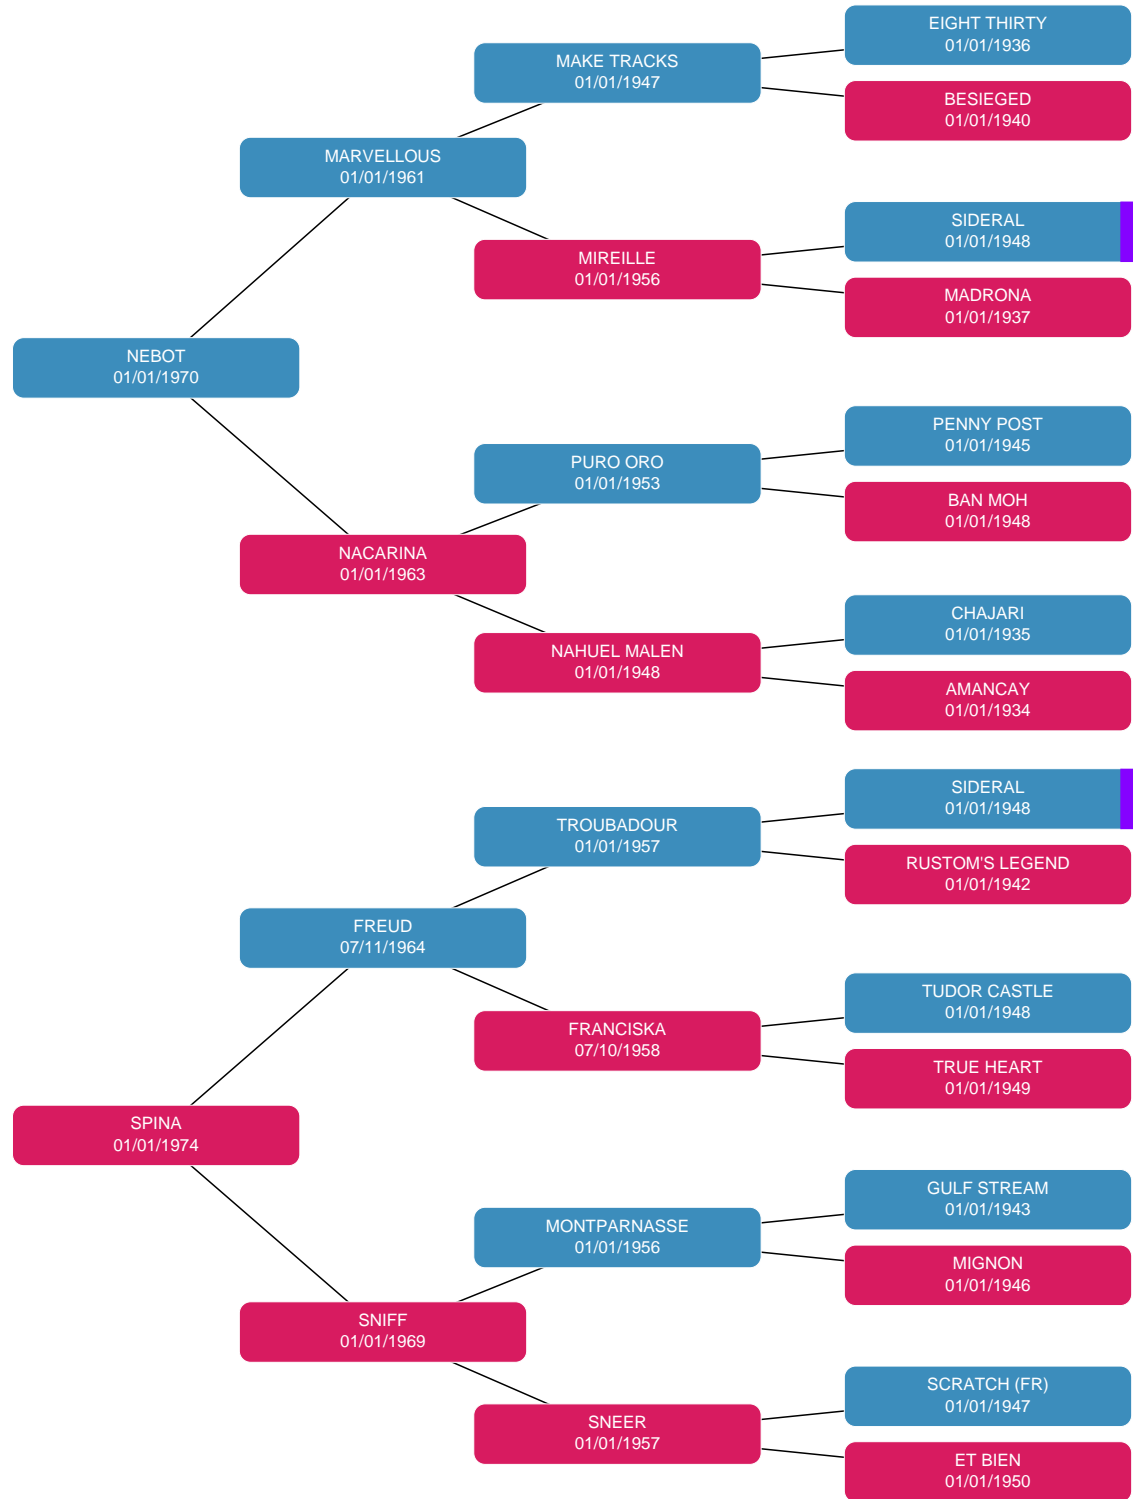 EIGHT THIRTY
01/01/1936
MAKE TRACKS
01/01/1947
BESIEGED
01/01/1940
MARVELLOUS
01/01/1961
SIDERAL
01/01/1948
MIREILLE
01/01/1956
MADRONA
01/01/1937
NEBOT
01/01/1970
PENNY POST
01/01/1945
PURO ORO
01/01/1953
BAN MOH
01/01/1948
NACARINA
01/01/1963
CHAJARI
01/01/1935
NAHUEL MALEN
01/01/1948
AMANCAY
01/01/1934
SIDERAL
01/01/1948
TROUBADOUR
01/01/1957
RUSTOM'S LEGEND
01/01/1942
FREUD
07/11/1964
TUDOR CASTLE
01/01/1948
FRANCISKA
07/10/1958
TRUE HEART
01/01/1949
SPINA
01/01/1974
GULF STREAM
01/01/1943
MONTPARNASSE
01/01/1956
MIGNON
01/01/1946
SNIFF
01/01/1969
SCRATCH (FR)
01/01/1947
SNEER
01/01/1957
ET BIEN
01/01/1950